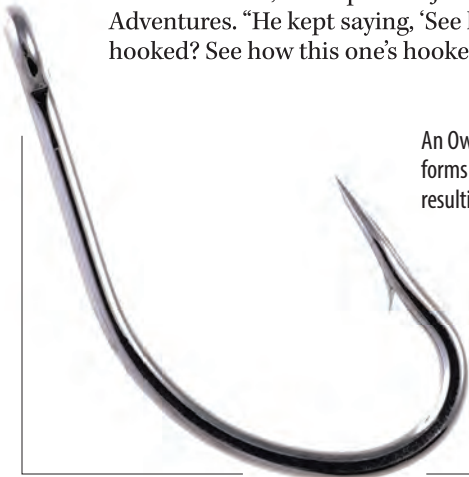 Adventures. “He kept saying, ‘See
hooked? See how this one’s hooke
An Ow
forms
resulti